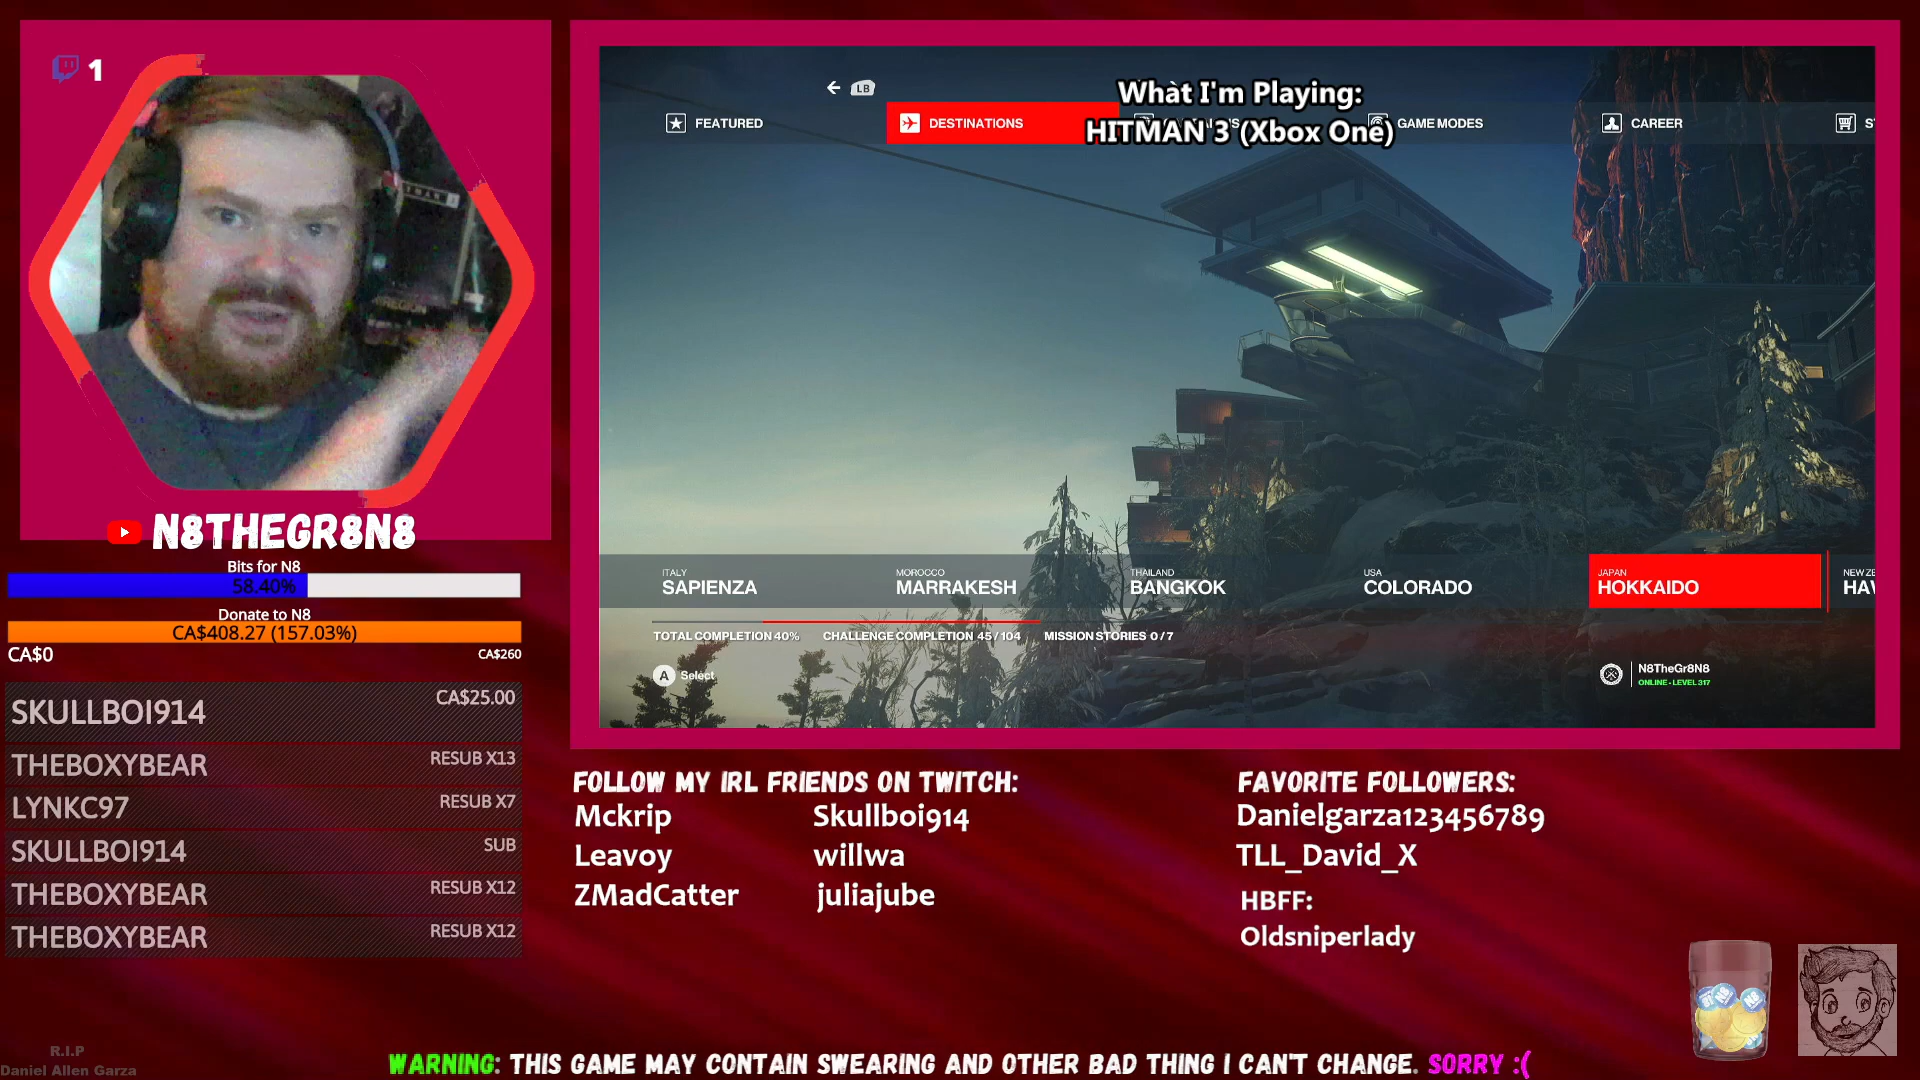 1
N8THEGR8N8
Bits for N8
58.40%
Donate to N8
CA$408.27 (157.03%)
CA$0
CA$260
SKULLBOI914
CA$25.00
THEBOXYBEAR
RESUB X13
LYNKC97
RESUB X7
SKULLBOI914
SUB
THEBOXYBEAR
RESUB X12
THEBOXYBEAR
RESUB X12
R.I.P
Daniel Allen Garza
LB
What I'm Playing:
HITMAN 3 (Xbox One)
FEATURED
DESTINATIONS
GAME MODES
CAREER
ITALY
SAPIENZA
MOROCCO
MARRAKESH
THAILAND
BANGKOK
USA
COLORADO
JAPAN
HOKKAIDO
NEW ZE
HA
TOTAL COMPLETION 40%
CHALLENGE COMPLETION 45 / 104
MISSION STORIES 0 / 7
A Select
N8TheGr8N8
ONLINE - LEVEL 317
FOLLOW MY IRL FRIENDS ON TWITCH:
Mckrip
Skullboi914
Leavoy
willwa
ZMadCatter
juliajube
FAVORITE FOLLOWERS:
Danielgarza123456789
TLL_David_X
HBFF:
Oldsniperlady
WARNING: THIS GAME MAY CONTAIN SWEARING AND OTHER BAD THING I CAN'T CHANGE. SORRY :(